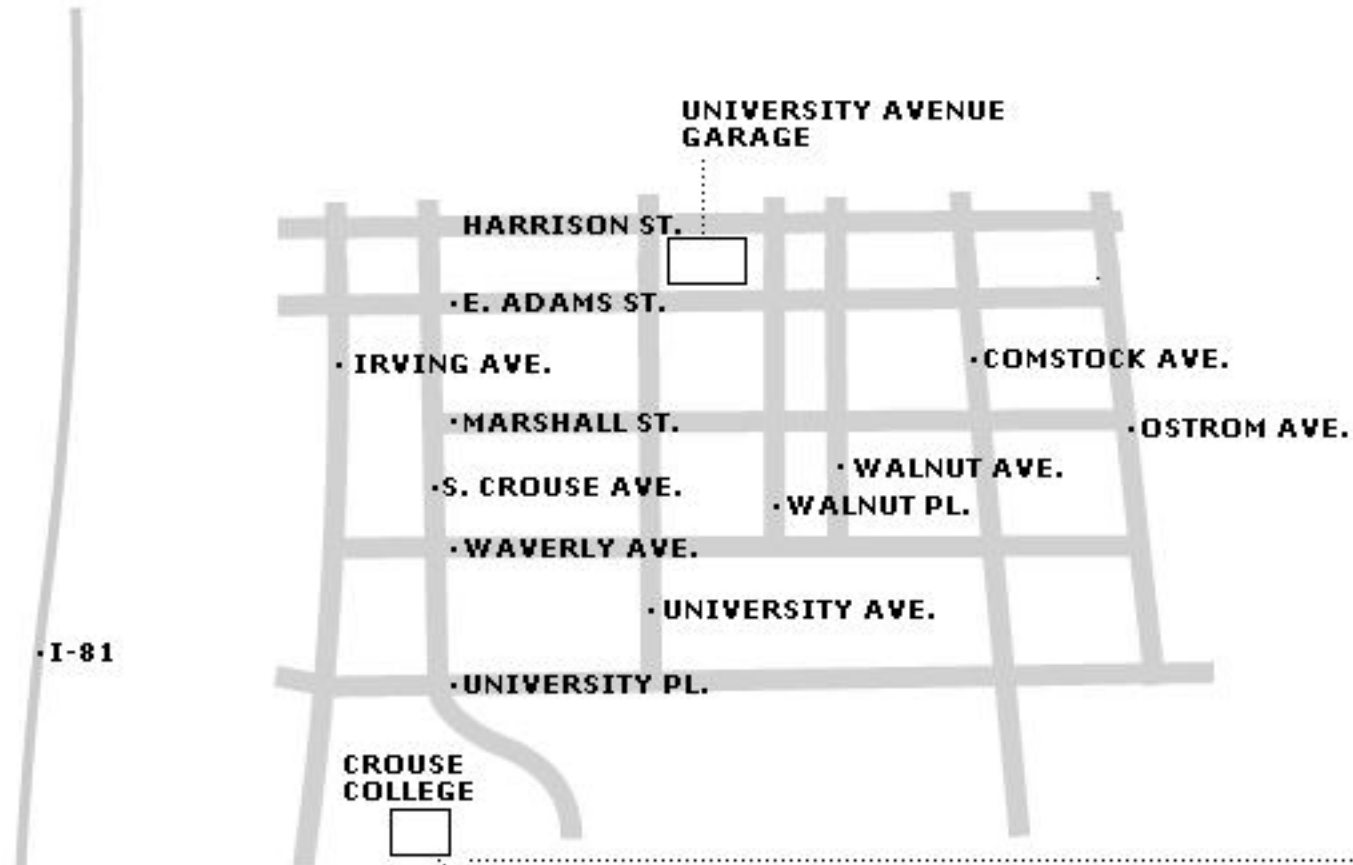 UNIVERSITY AVENUE
GARAGE
HARRISON ST.
E. ADAMS ST.
IRVING AVE.
COMSTOCK AVE.
MARSHALL ST.
OSTROM AVE.
WALNUT AVE.
S. CROUSE AVE.
WALNUT PL.
WAVERLY AVE.
UNIVERSITY AVE.
I-81
UNIVERSITY PL.
CROUSE
COLLEGE